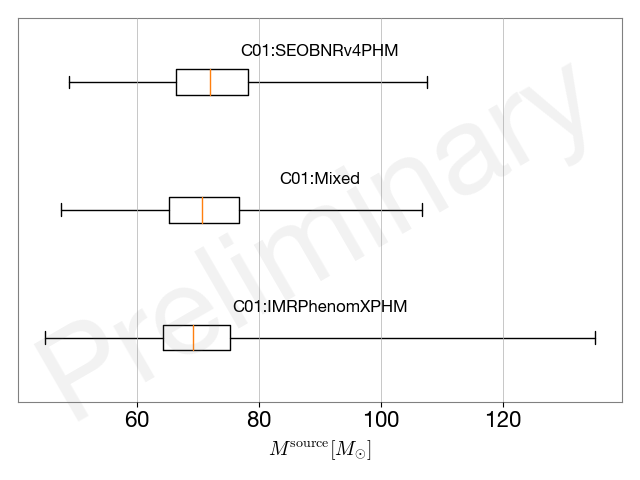 C01:SEOBNRv4PHM
C01:Mixed
C01:IMRPhenomXPHM
Preliminary
60 80 100 120
M^source[M_⊙]